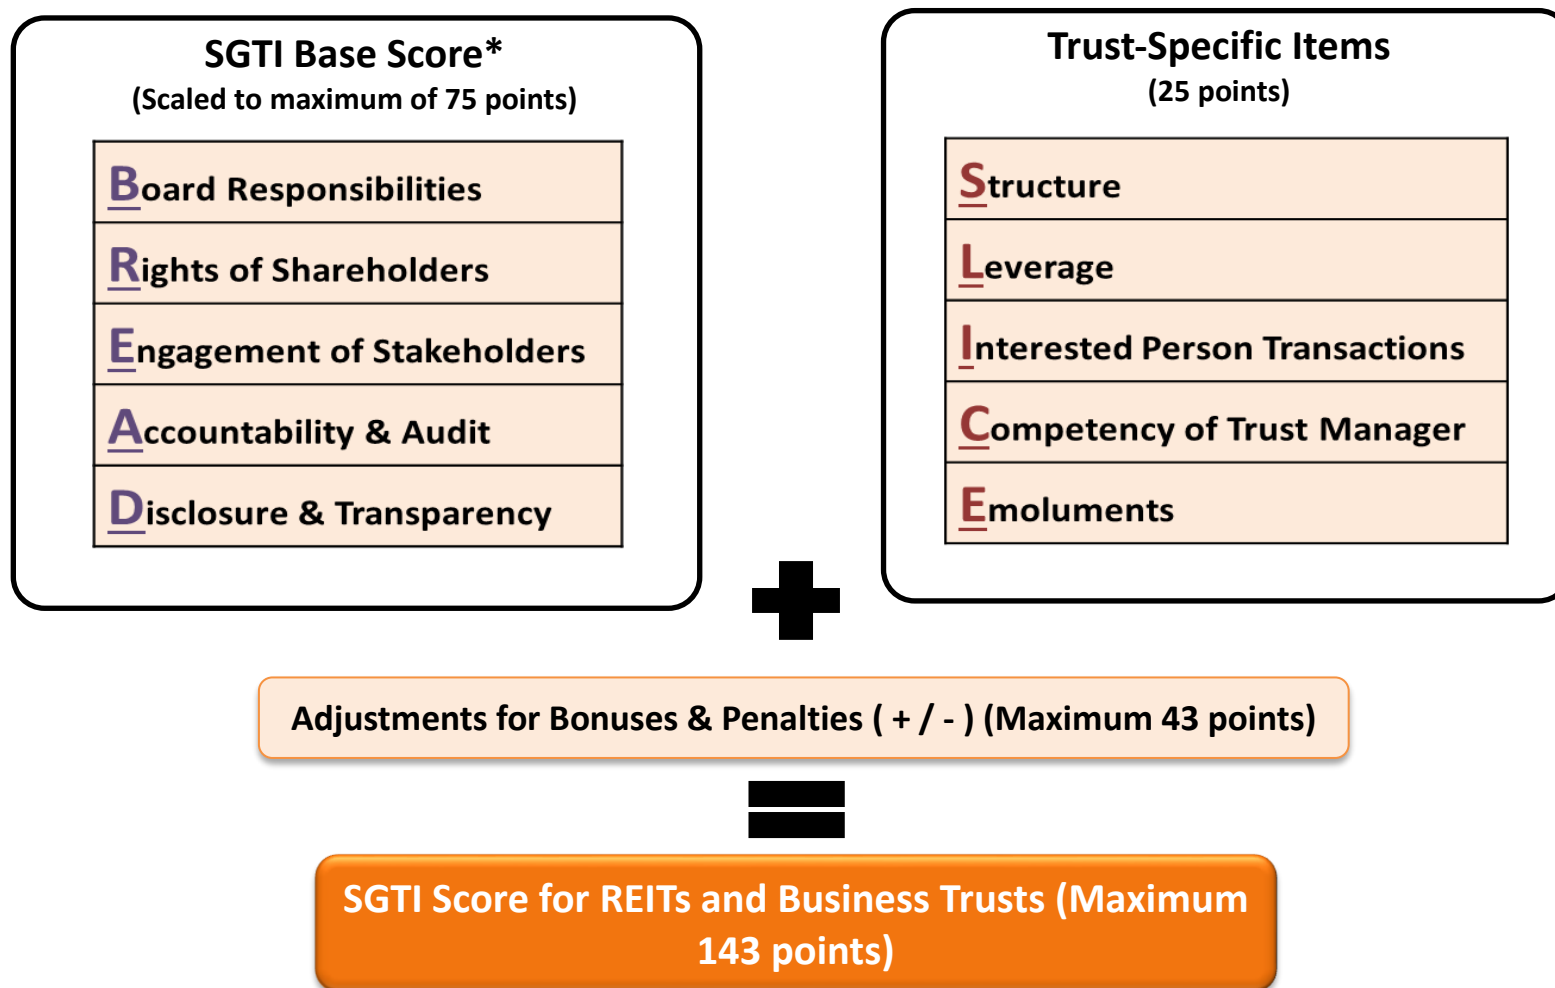 SGTI Base Score*
(Scaled to maximum of 75 points)
Board Responsibilities
Rights of Shareholders
Engagement of Stakeholders
Accountability & Audit
Disclosure & Transparency
Trust-Specific Items
(25 points)
Structure
Leverage
Interested Person Transactions
Competency of Trust Manager
Emoluments
Adjustments for Bonuses & Penalties ( + / - ) (Maximum 43 points)
SGTI Score for REITs and Business Trusts (Maximum
143 points)